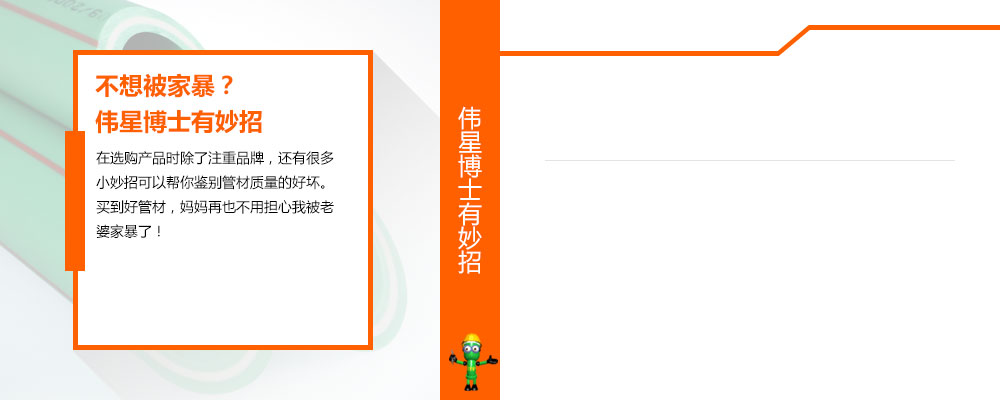 不想被家暴？
伟星博士有妙招
在选购产品时除了注重品牌，还有很多
小妙招可以帮你鉴别管材质量的好坏。
买到好管材，妈妈再也不用担心我被老
婆家暴了！
伟星博士有妙招